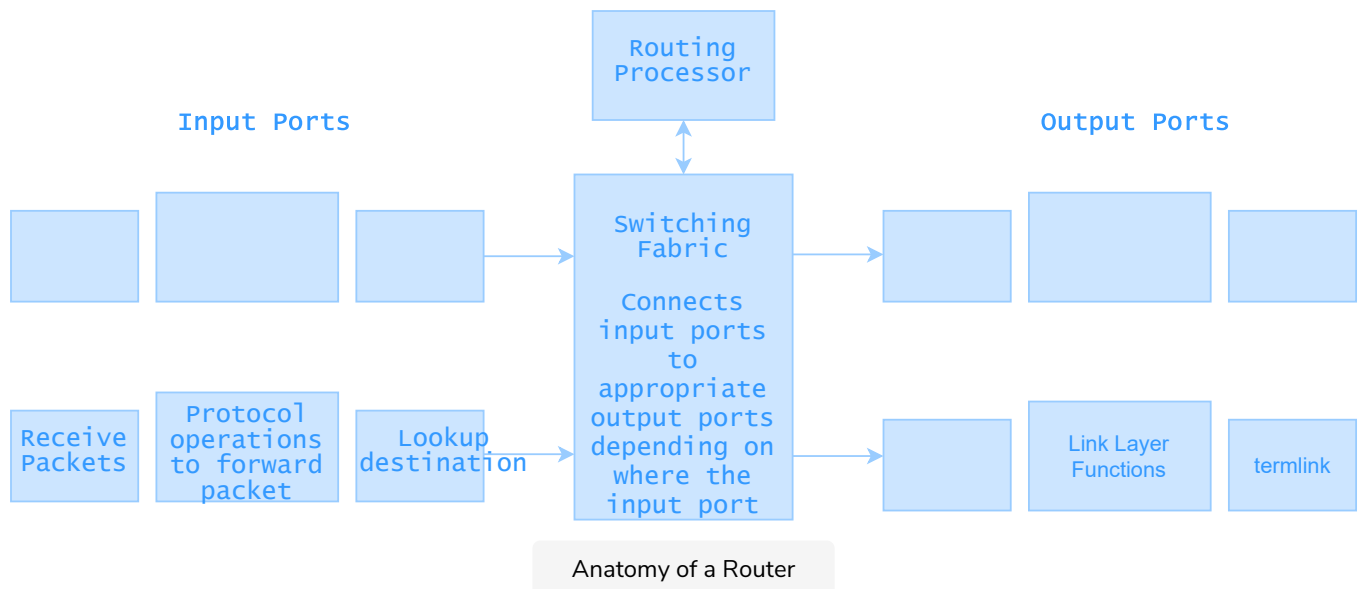 Routing
Processor
Input Ports
Output Ports
Switching
Fabric
Connects
input ports
to
appropriate
output ports
depending on
where the
input port
Receive
Packets
Protocol
operations
to forward
packet
Lookup
destination
Link Layer
Functions
termlink
Anatomy of a Router